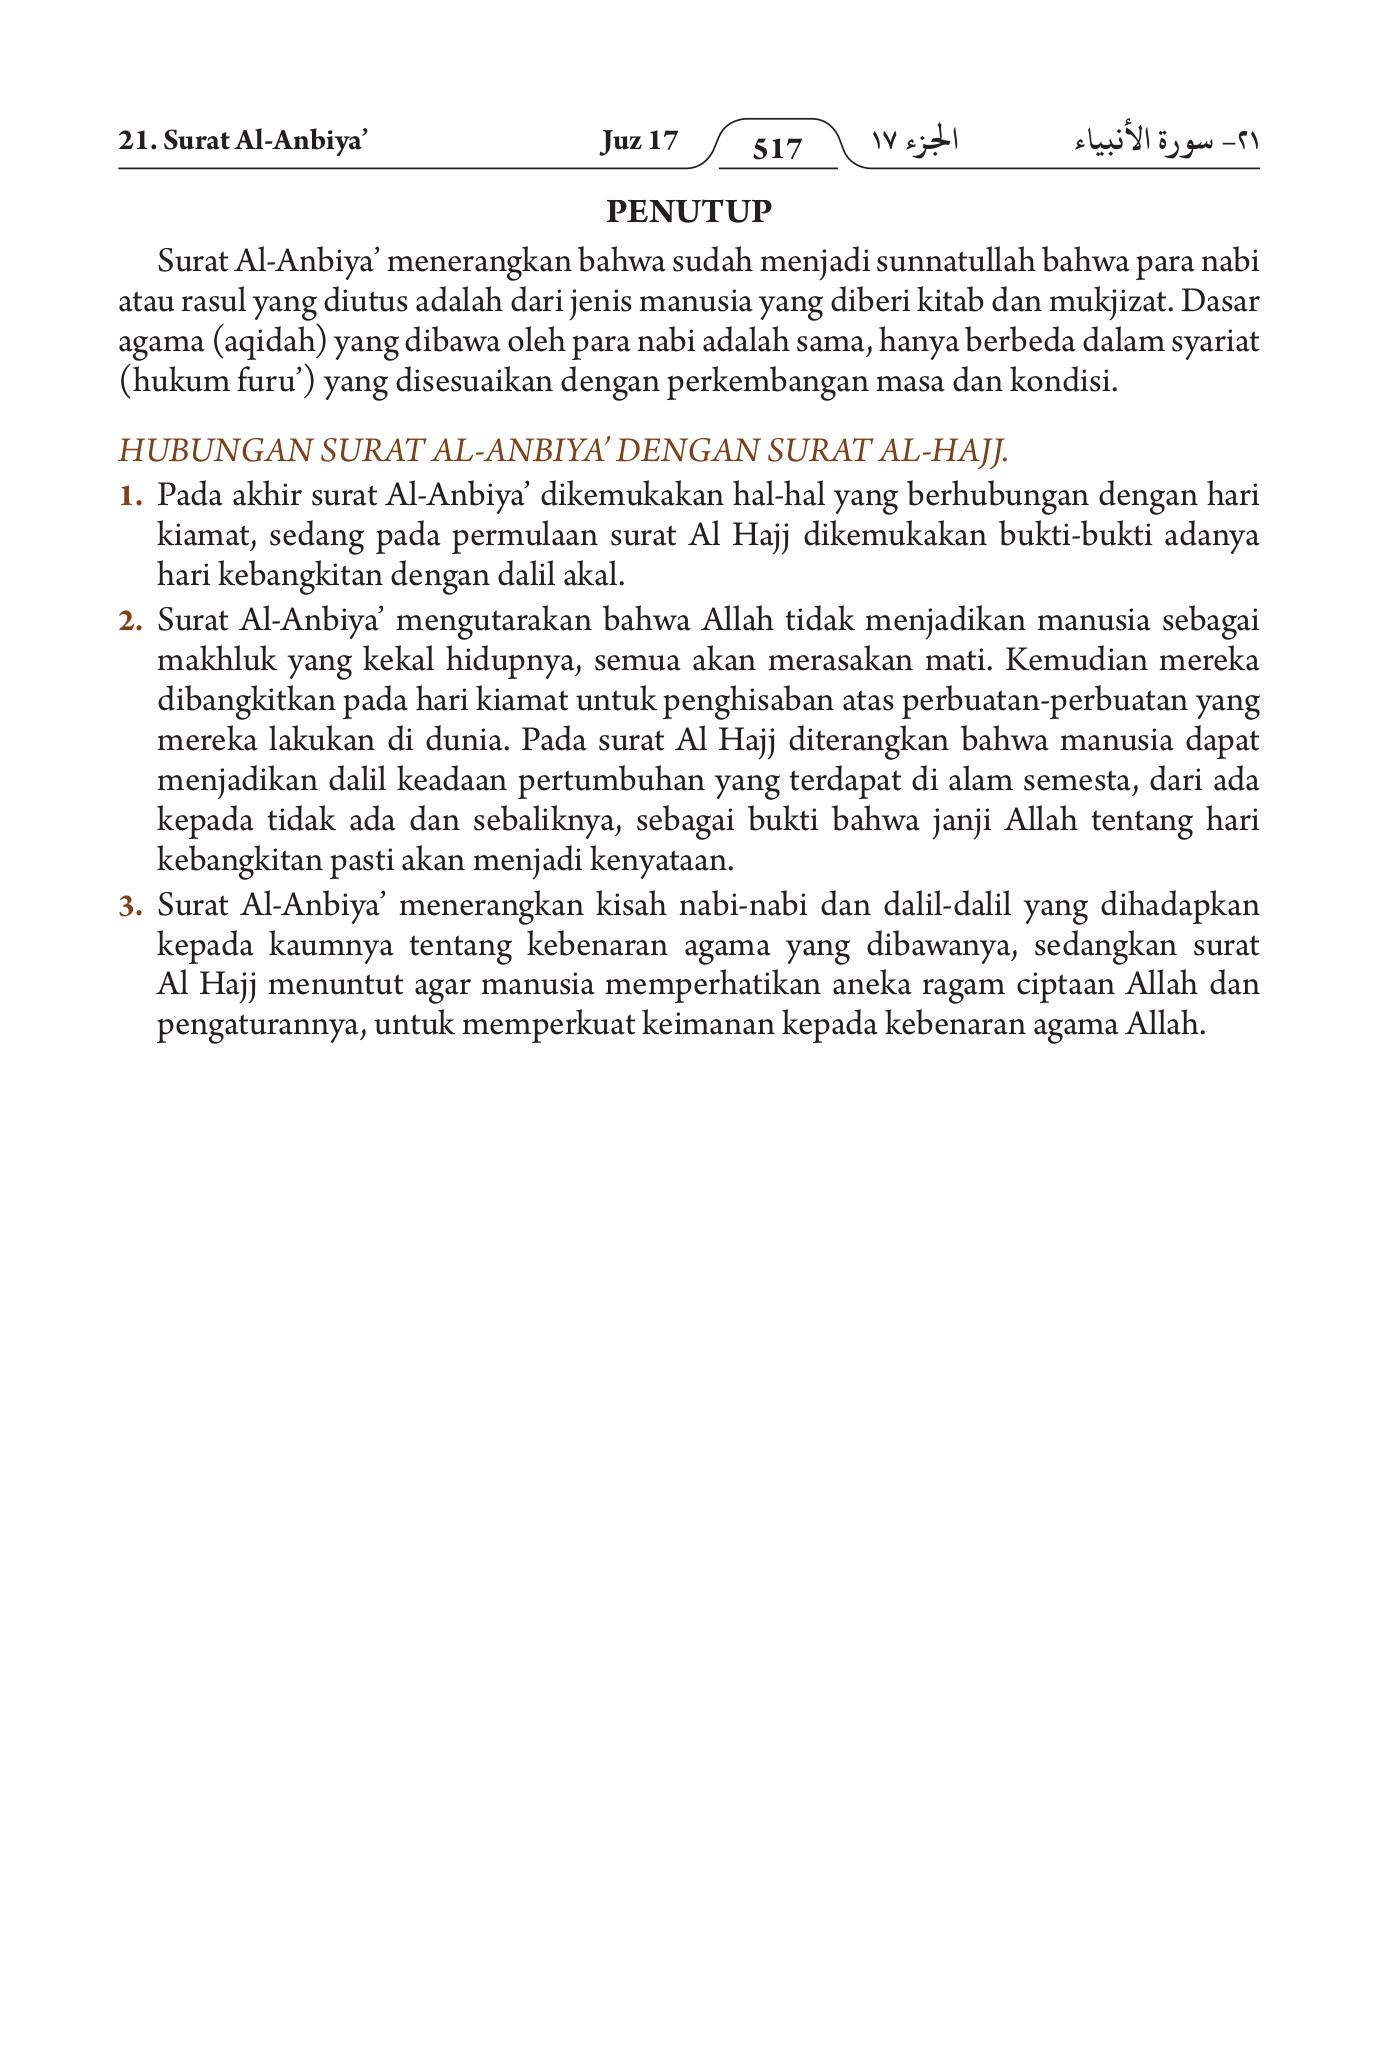 21. Surat Al-Anbiya’ Juz 17 517 الجزء ١٧ ٢١- سورة الأنبياء
PENUTUP
Surat Al-Anbiya’ menerangkan bahwa sudah menjadi sunnatullah bahwa para nabi
atau rasul yang diutus adalah dari jenis manusia yang diberi kitab dan mukjizat. Dasar
agama (aqidah) yang dibawa oleh para nabi adalah sama, hanya berbeda dalam syariat
(hukum furu’) yang disesuaikan dengan perkembangan masa dan kondisi.
HUBUNGAN SURAT AL-ANBIYA’ DENGAN SURAT AL-HAJJ.
1. Pada akhir surat Al-Anbiya’ dikemukakan hal-hal yang berhubungan dengan hari
kiamat, sedang pada permulaan surat Al Hajj dikemukakan bukti-bukti adanya
hari kebangkitan dengan dalil akal.
2. Surat Al-Anbiya’ mengutarakan bahwa Allah tidak menjadikan manusia sebagai
makhluk yang kekal hidupnya, semua akan merasakan mati. Kemudian mereka
dibangkitkan pada hari kiamat untuk penghisaban atas perbuatan-perbuatan yang
mereka lakukan di dunia. Pada surat Al Hajj diterangkan bahwa manusia dapat
menjadikan dalil keadaan pertumbuhan yang terdapat di alam semesta, dari ada
kepada tidak ada dan sebaliknya, sebagai bukti bahwa janji Allah tentang hari
kebangkitan pasti akan menjadi kenyataan.
3. Surat Al-Anbiya’ menerangkan kisah nabi-nabi dan dalil-dalil yang dihadapkan
kepada kaumnya tentang kebenaran agama yang dibawanya, sedangkan surat
Al Hajj menuntut agar manusia memperhatikan aneka ragam ciptaan Allah dan
pengaturannya, untuk memperkuat keimanan kepada kebenaran agama Allah.